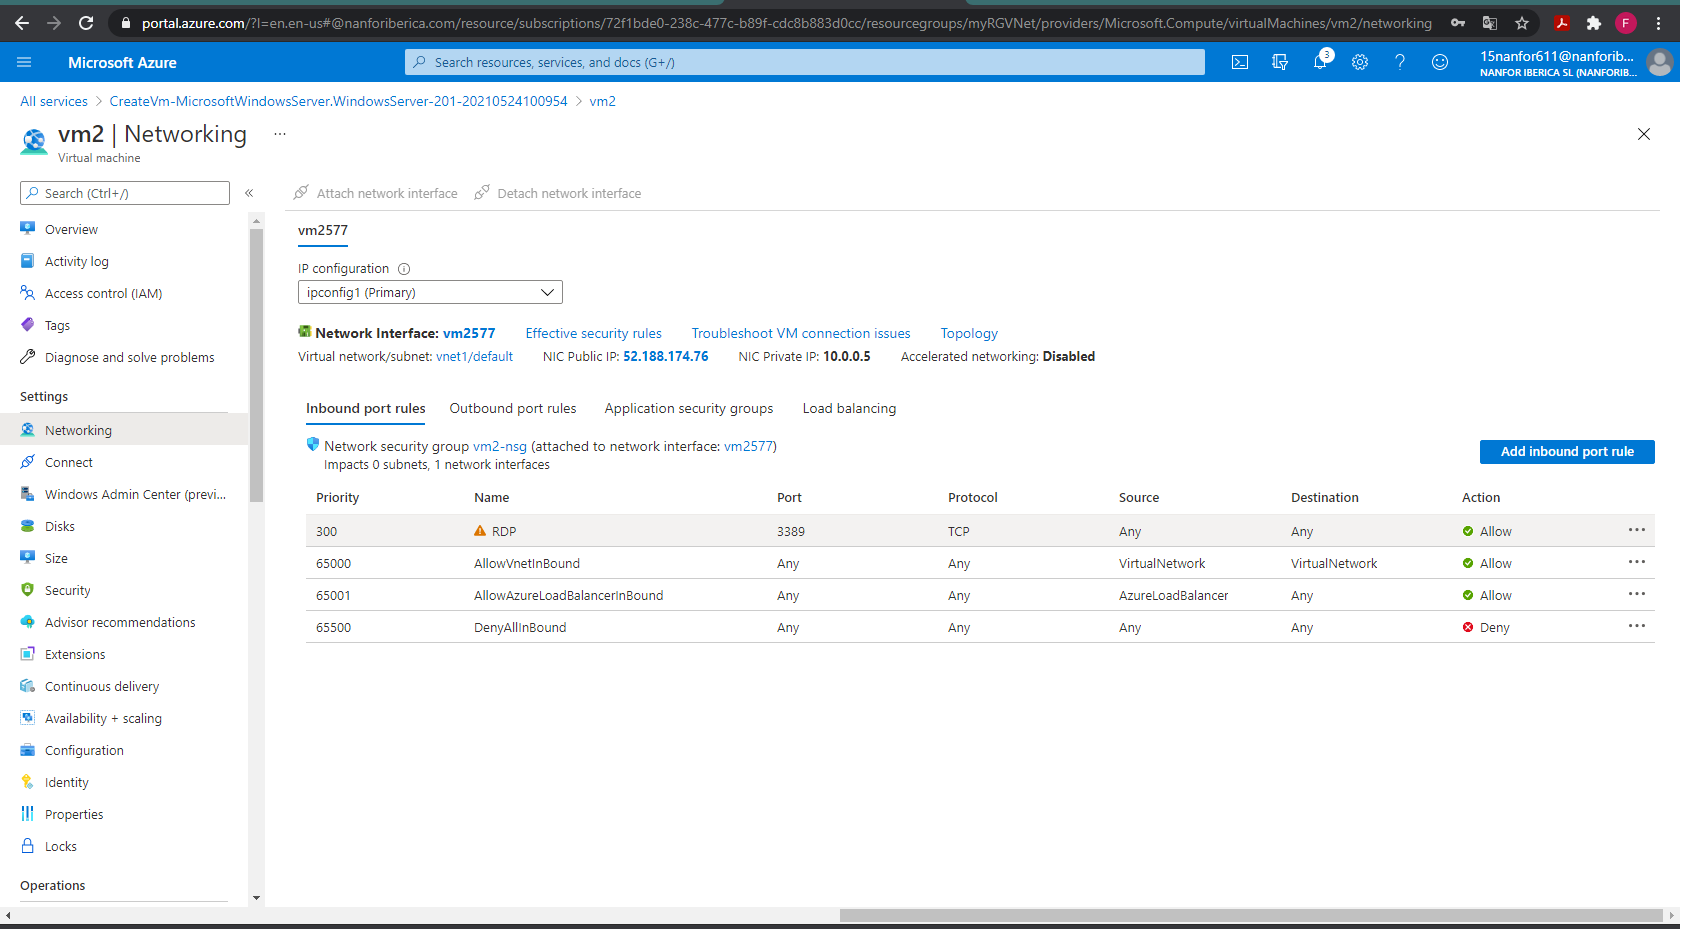 portal.azure.com/?l=en.en-us#@nanforiberica.com/resource/subscriptions/72f1bde0-238c-477c-b89f-cdc8b883d0cc/resourcegroups/myRGVNet/providers/Microsoft.Compute/virtualMachines/vm2/networking F
Microsoft Azure Search resources, services, and docs (G+/) 3 15nanfor611@nanforib...
NANFOR IBERICA SL (NANFORIB...
All services > CreateVm-MicrosoftWindowsServer.WindowsServer-201-20210524100954 > vm2
vm2 | Networking ...
Virtual machine
Search (Ctrl+/) «
Overview
Activity log
Access control (IAM)
Tags
Diagnose and solve problems
Settings
Networking
Connect
Windows Admin Center (previ...
Disks
Size
Security
Advisor recommendations
Extensions
Continuous delivery
Availability + scaling
Configuration
Identity
Properties
Locks
Operations
Attach network interface Detach network interface
vm2577
IP configuration
ipconfig1 (Primary)
Network Interface: vm2577 Effective security rules Troubleshoot VM connection issues Topology
Virtual network/subnet: vnet1/default NIC Public IP: 52.188.174.76 NIC Private IP: 10.0.0.5 Accelerated networking: Disabled
Inbound port rules Outbound port rules Application security groups Load balancing
Network security group vm2-nsg (attached to network interface: vm2577)
Impacts 0 subnets, 1 network interfaces
Add inbound port rule
Priority Name Port Protocol Source Destination Action
300 RDP 3389 TCP Any Any Allow ...
65000 AllowVnetInBound Any Any VirtualNetwork VirtualNetwork Allow ...
65001 AllowAzureLoadBalancerInBound Any Any AzureLoadBalancer Any Allow ...
65500 DenyAllInBound Any Any Any Any Deny ...